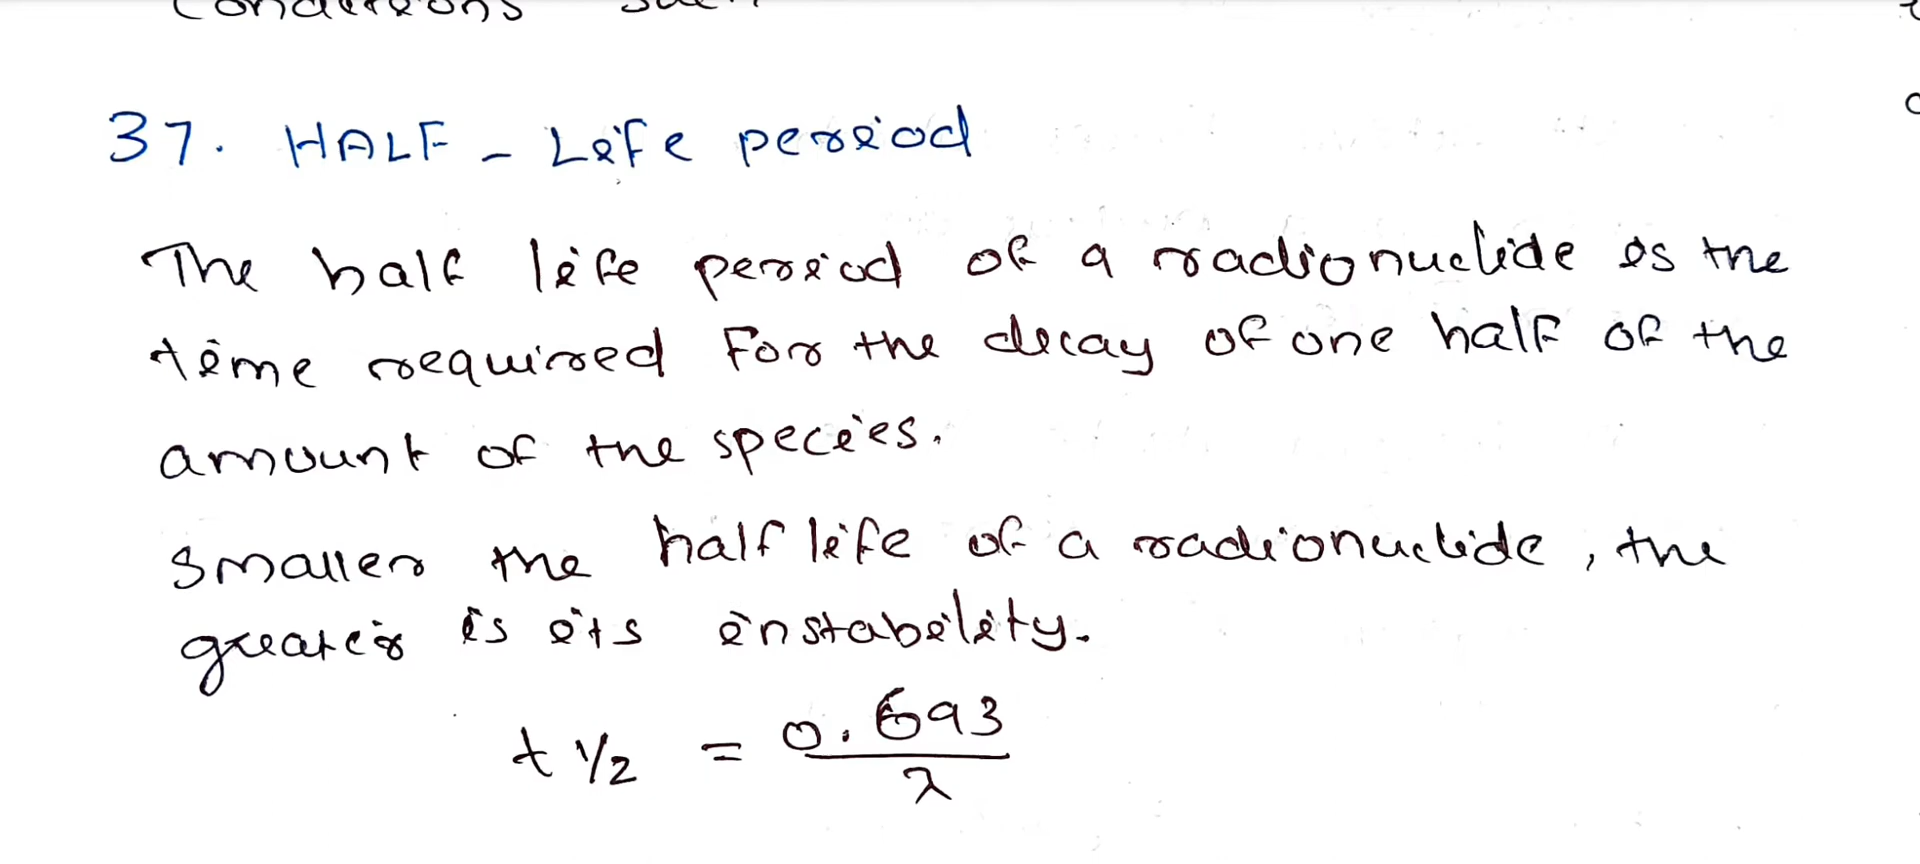 conditions such
37. HALF - Life period
The half life period of a radionuclide is the
time required For the decay of one half of the
amount of the species.
Smaller the half life of a radionuclide, the
greater is its instability.
t 1/2 = 0.693/λ